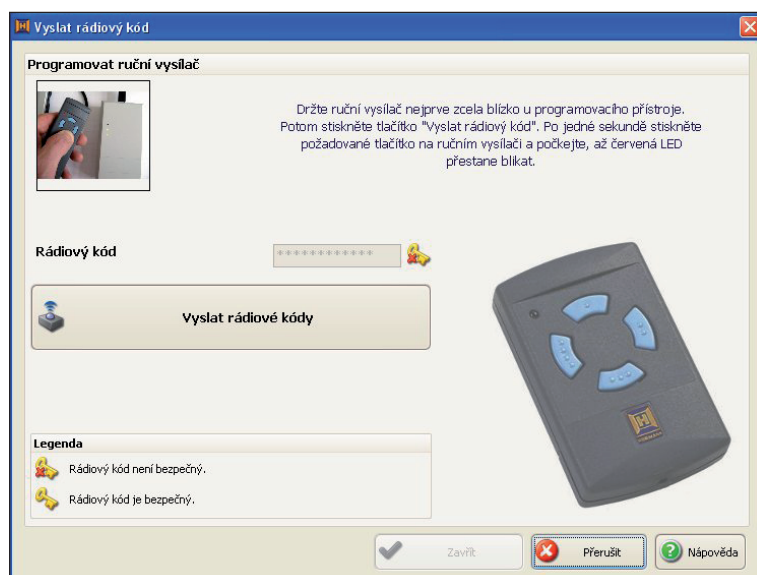 Vyslat rádiový kód
Programovat ruční vysílač
Držte ruční vysílač nejprve zcela blízko u programovacího přístroje.
Potom stiskněte tlačítko "Vyslat rádiový kód". Po jedné sekundě stiskněte
požadované tlačítko na ručním vysílači a počkejte, až červená LED
přestane blikat.
Rádiový kód
************
Vyslat rádiové kódy
Legenda
Rádiový kód není bezpečný.
Rádiový kód je bezpečný.
Zavřít
Přerušit
Nápověda